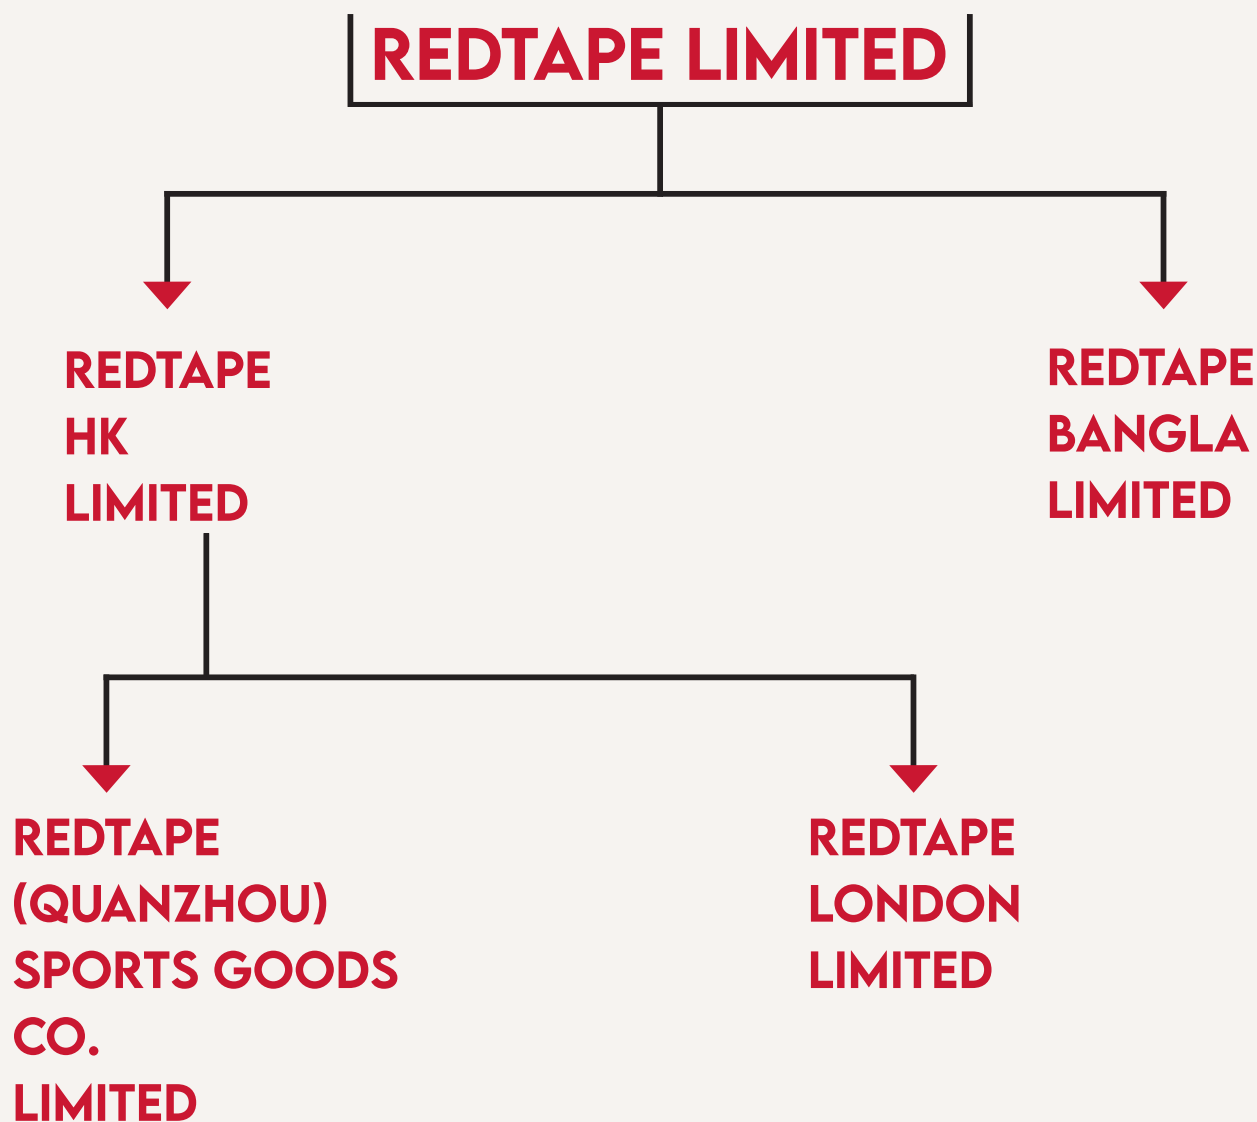 REDTAPE LIMITED
REDTAPE
HK
LIMITED
REDTAPE
BANGLA
LIMITED
REDTAPE
(QUANZHOU)
SPORTS GOODS
CO.
LIMITED
REDTAPE
LONDON
LIMITED